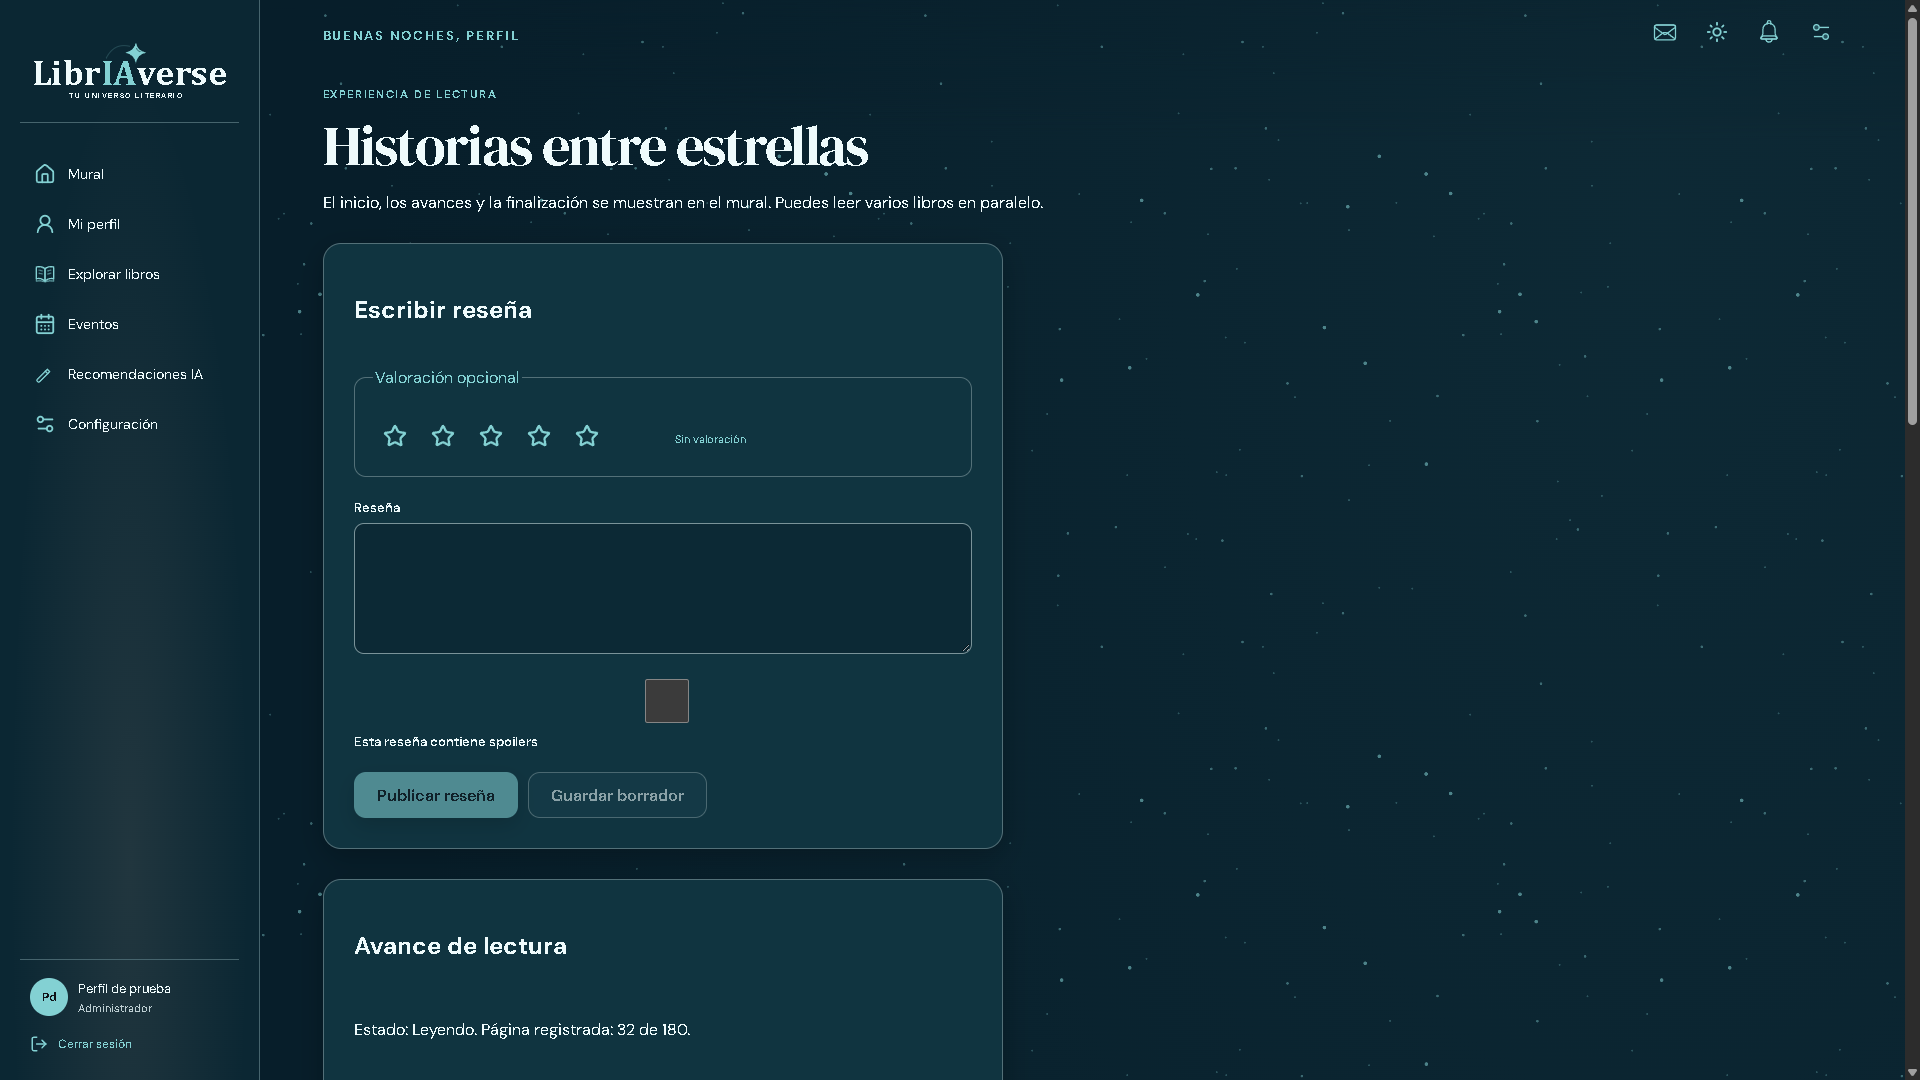 LibrIAverse
TU UNIVERSO LITERARIO
Mural
Mi perfil
Explorar libros
Eventos
Recomendaciones IA
Configuración
Pd
Perfil de prueba
Administrador
Cerrar sesión
BUENAS NOCHES, PERFIL
EXPERIENCIA DE LECTURA
Historias entre estrellas
El inicio, los avances y la finalización se muestran en el mural. Puedes leer varios libros en paralelo.
Escribir reseña
Valoración opcional
Sin valoración
Reseña
Esta reseña contiene spoilers
Publicar reseña
Guardar borrador
Avance de lectura
Estado: Leyendo. Página registrada: 32 de 180.